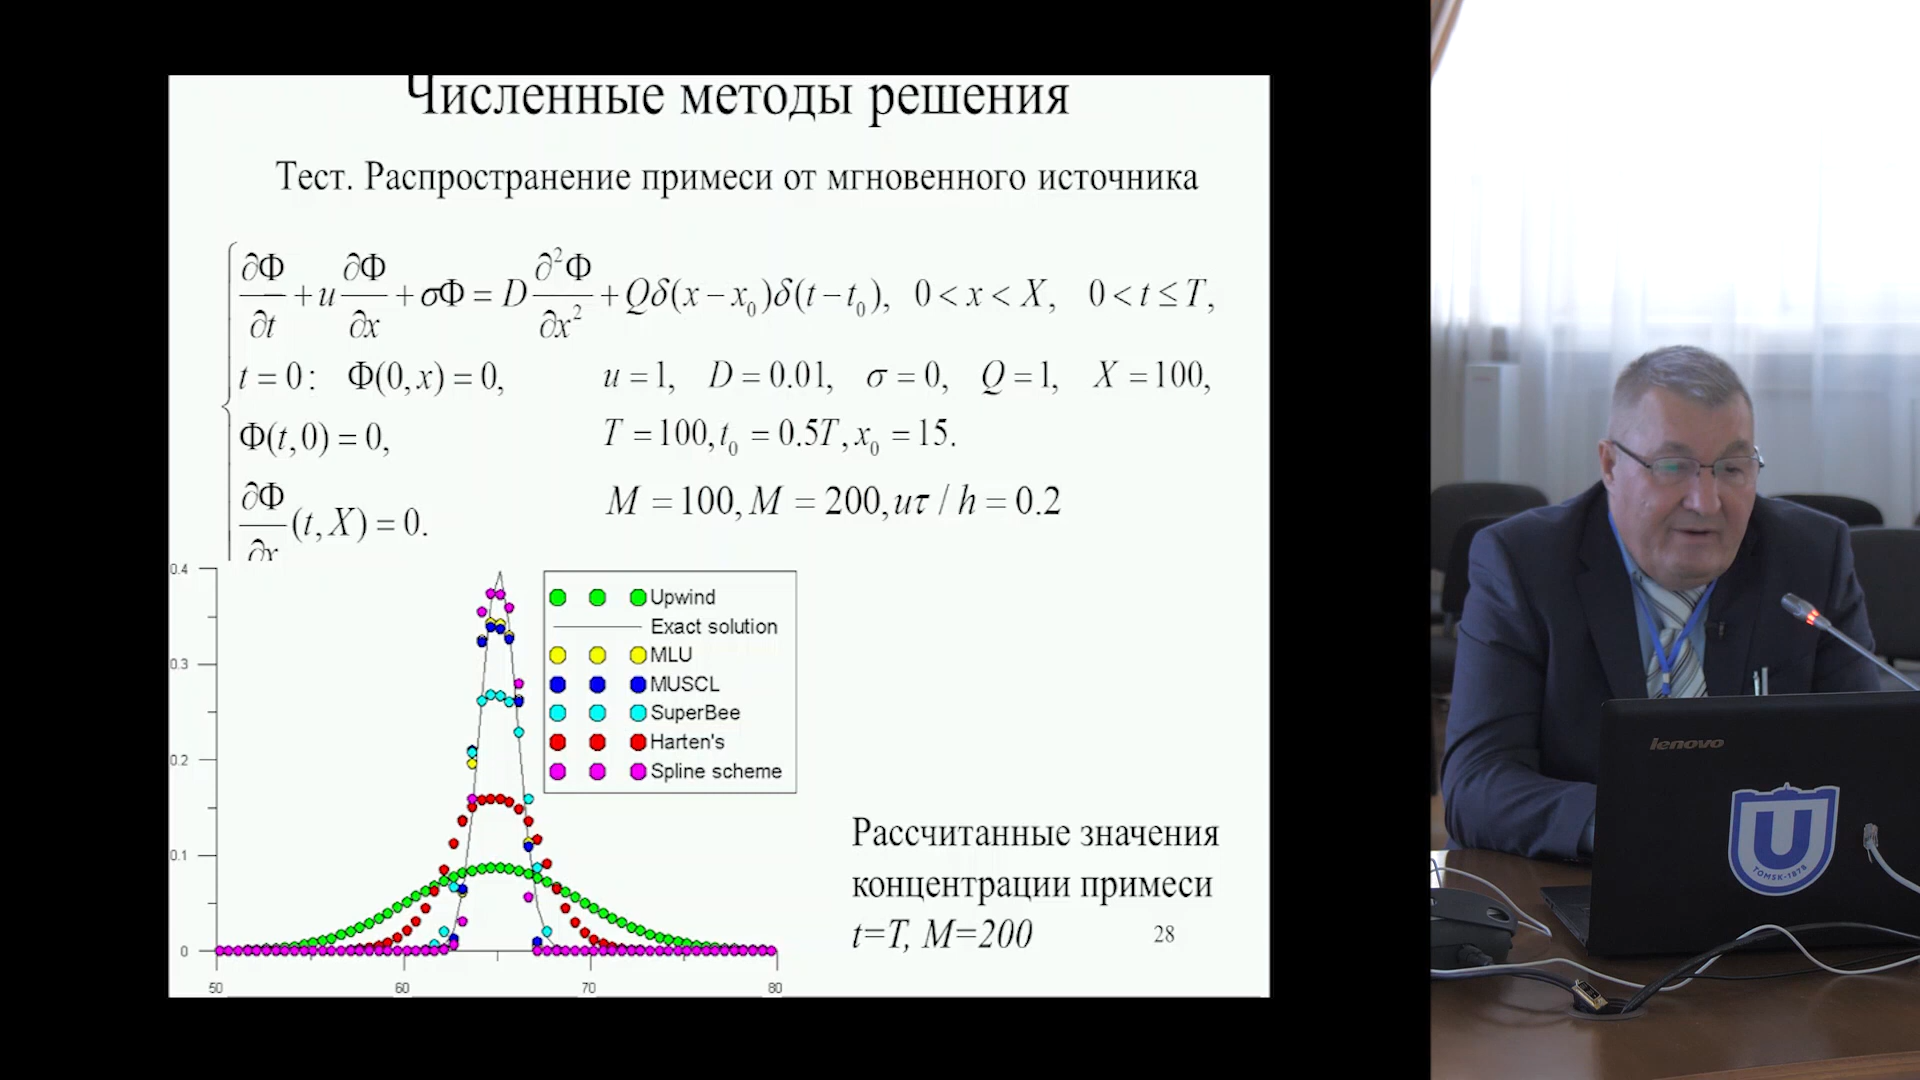 Численные методы решения
Тест. Распространение примеси от мгновенного источника
∂Φ/∂t + u ∂Φ/∂x + σΦ = D ∂²Φ/∂x² + Qδ(x − x₀)δ(t − t₀), 0 < x < X, 0 < t ≤ T,
t = 0: Φ(0, x) = 0, u = 1, D = 0.01, σ = 0, Q = 1, X = 100,
Φ(t, 0) = 0, T = 100, t₀ = 0.5T, x₀ = 15.
∂Φ/∂x (t, X) = 0. M = 100, M = 200, uτ / h = 0.2
0.4
0.3
0.2
0.1
0
50 60 70 80
Upwind
Exact solution
MLU
MUSCL
SuperBee
Harten's
Spline scheme
Рассчитанные значения
концентрации примеси
t=T, M=200
28
lenovo
U
TOMSK-1878